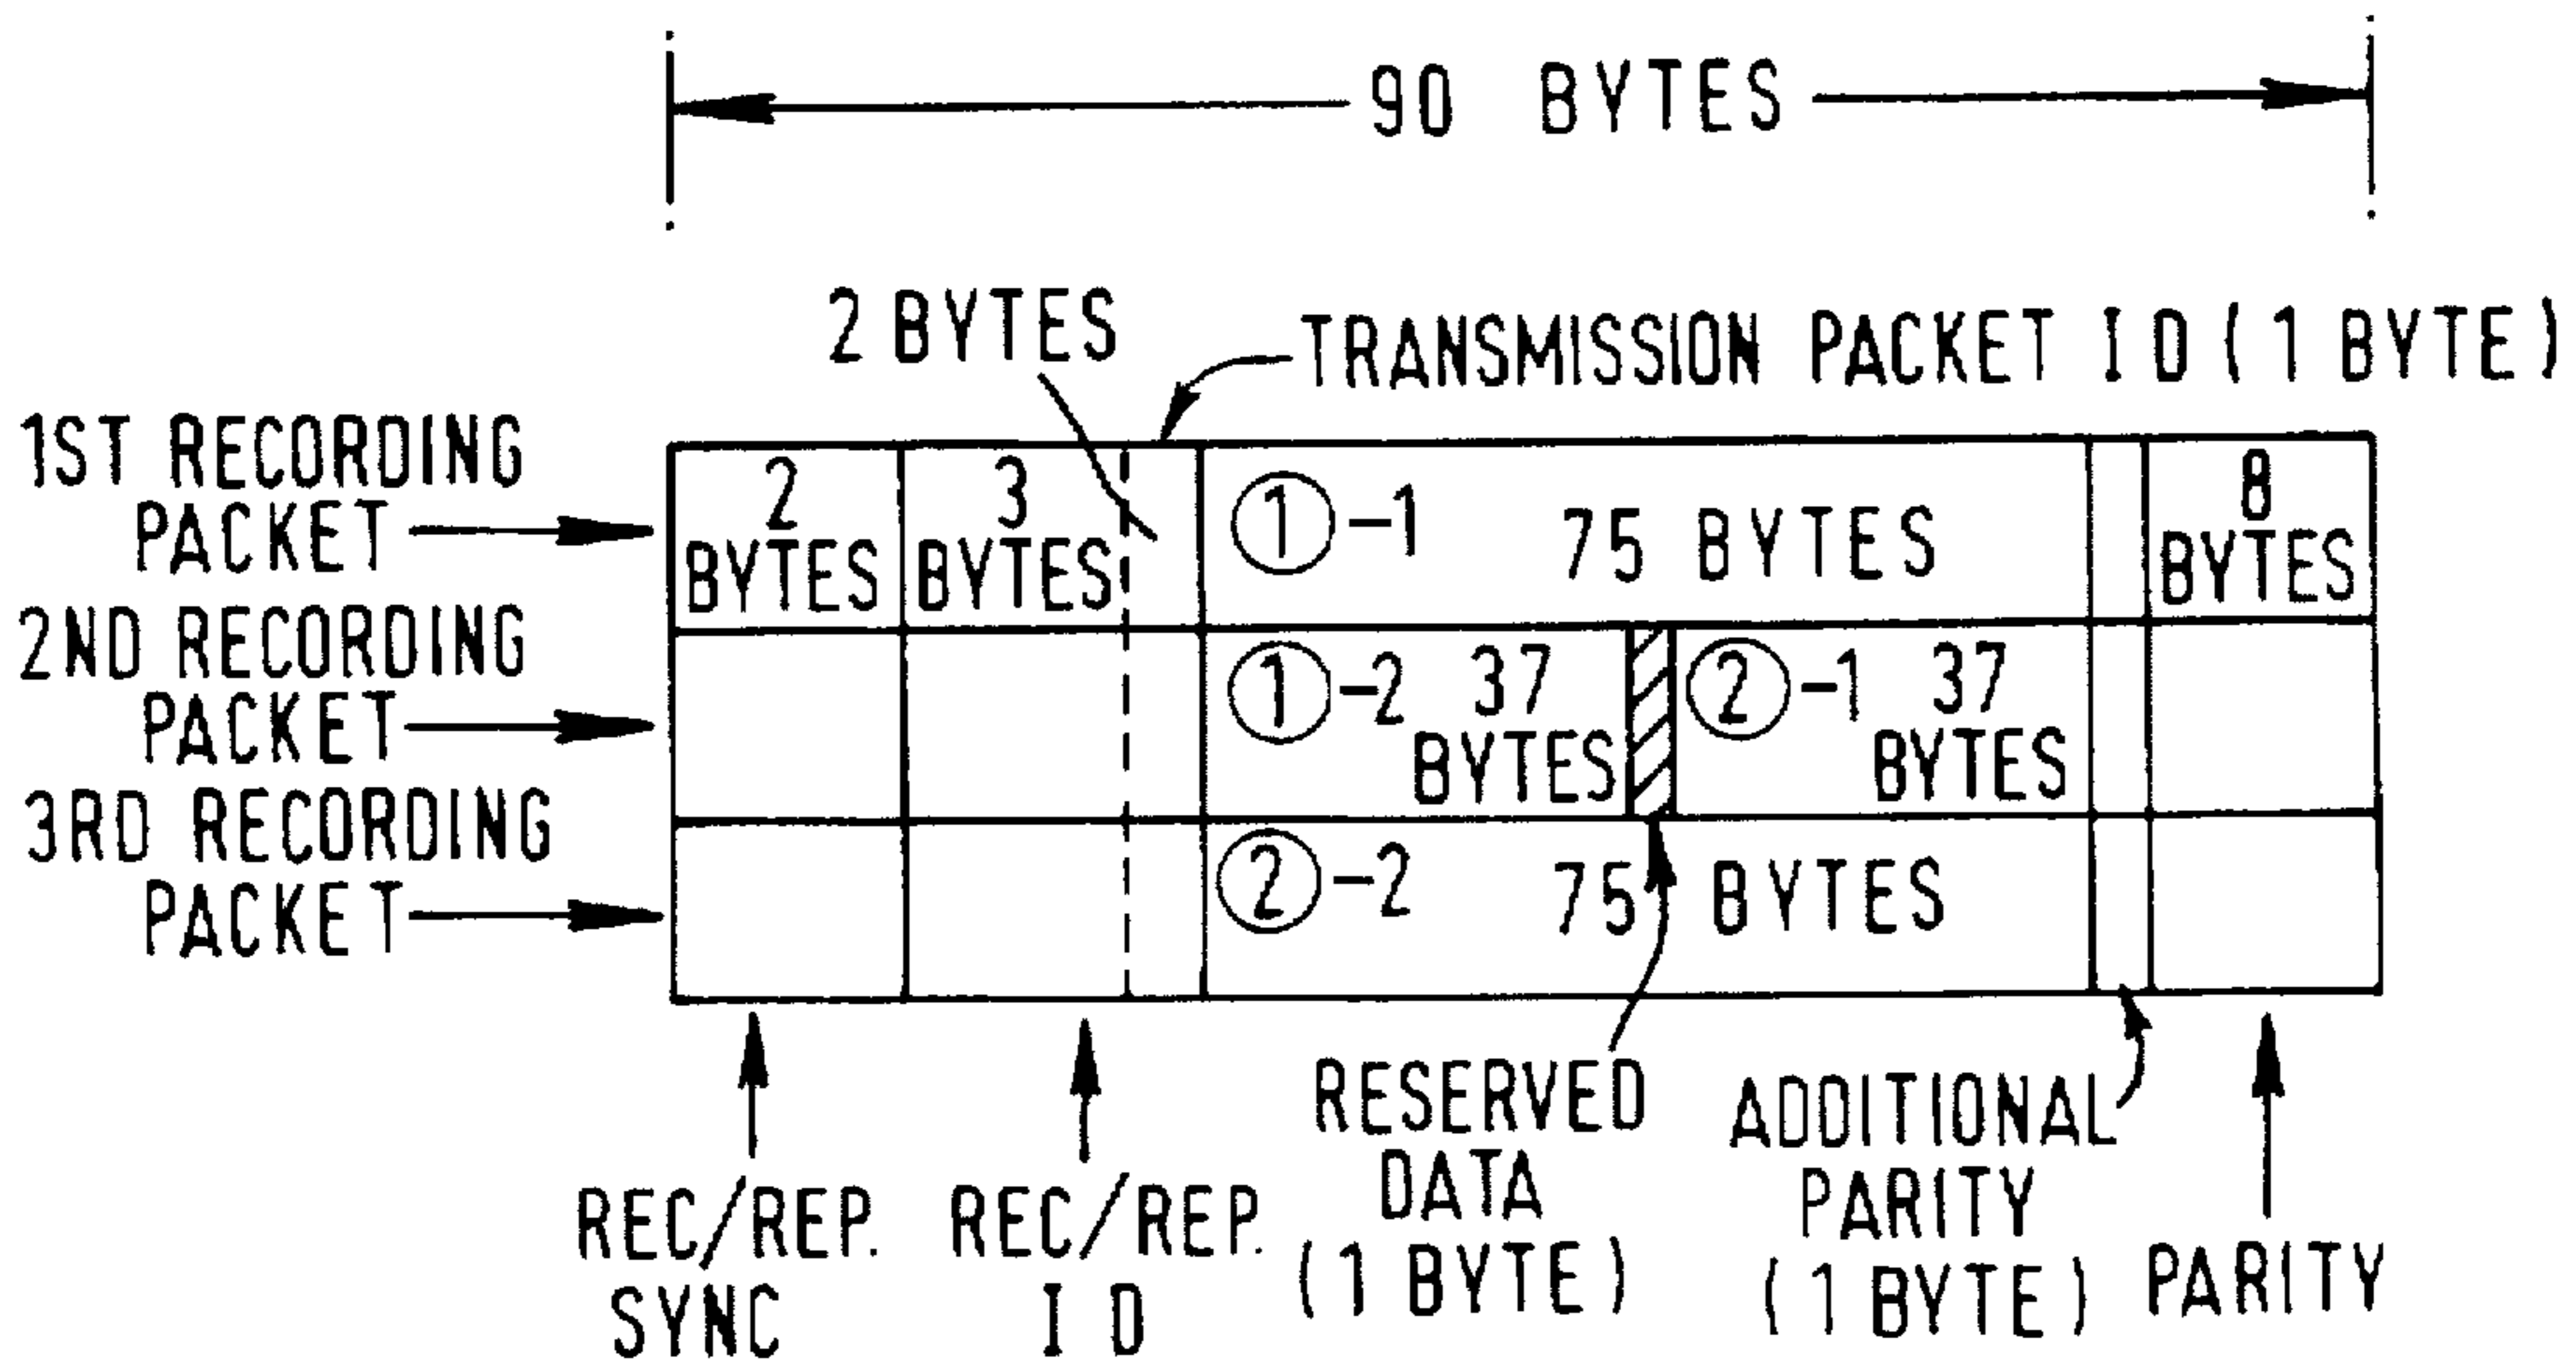 90 BYTES
2 BYTES
TRANSMISSION PACKET ID (1 BYTE)
1ST RECORDING
PACKET
2
BYTES
3
BYTES
①-1 75 BYTES
8
BYTES
2ND RECORDING
PACKET
①-2 37
BYTES
②-1 37
BYTES
3RD RECORDING
PACKET
②-2 75 BYTES
REC/REP.
SYNC
REC/REP.
ID
RESERVED
DATA
(1 BYTE)
ADDITIONAL
PARITY
(1 BYTE)
PARITY